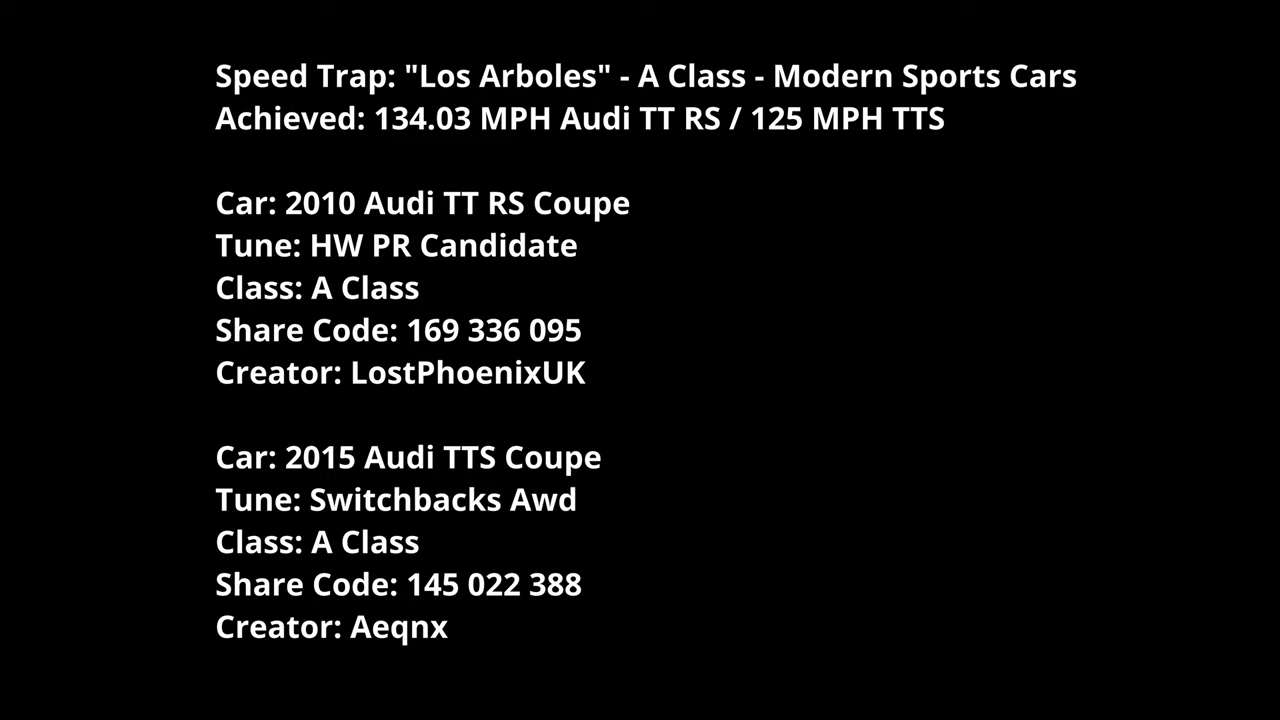 Speed Trap: "Los Arboles" - A Class - Modern Sports Cars
Achieved: 134.03 MPH Audi TT RS / 125 MPH TTS
Car: 2010 Audi TT RS Coupe
Tune: HW PR Candidate
Class: A Class
Share Code: 169 336 095
Creator: LostPhoenixUK
Car: 2015 Audi TTS Coupe
Tune: Switchbacks Awd
Class: A Class
Share Code: 145 022 388
Creator: Aeqnx